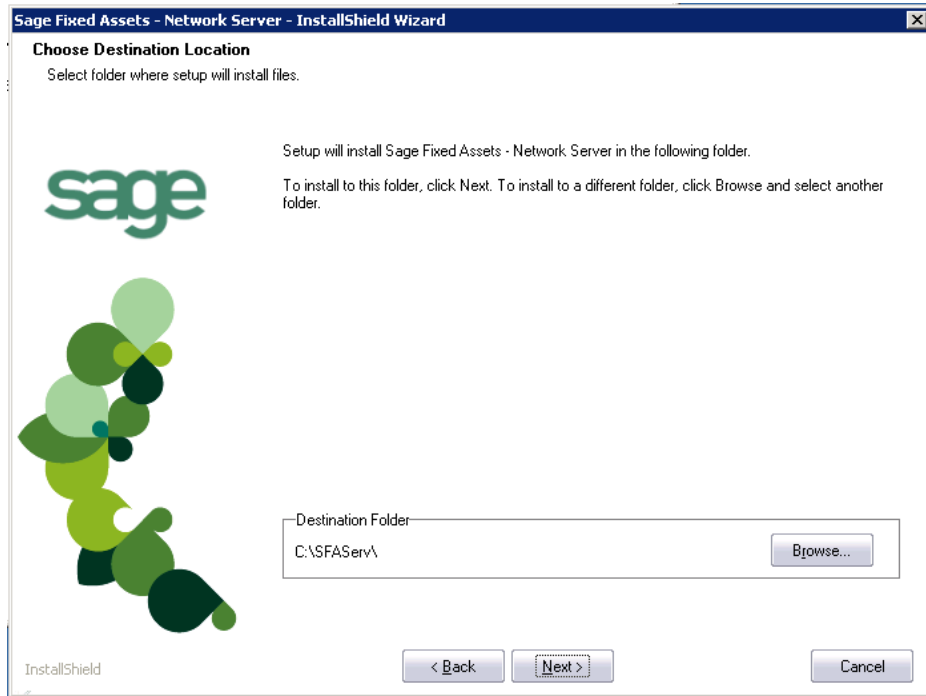 Sage Fixed Assets - Network Server - InstallShield Wizard
Choose Destination Location
Select folder where setup will install files.
sage
Setup will install Sage Fixed Assets - Network Server in the following folder.
To install to this folder, click Next. To install to a different folder, click Browse and select another
folder.
Destination Folder
C:\SFAServ\
Browse...
InstallShield
< Back
Next >
Cancel